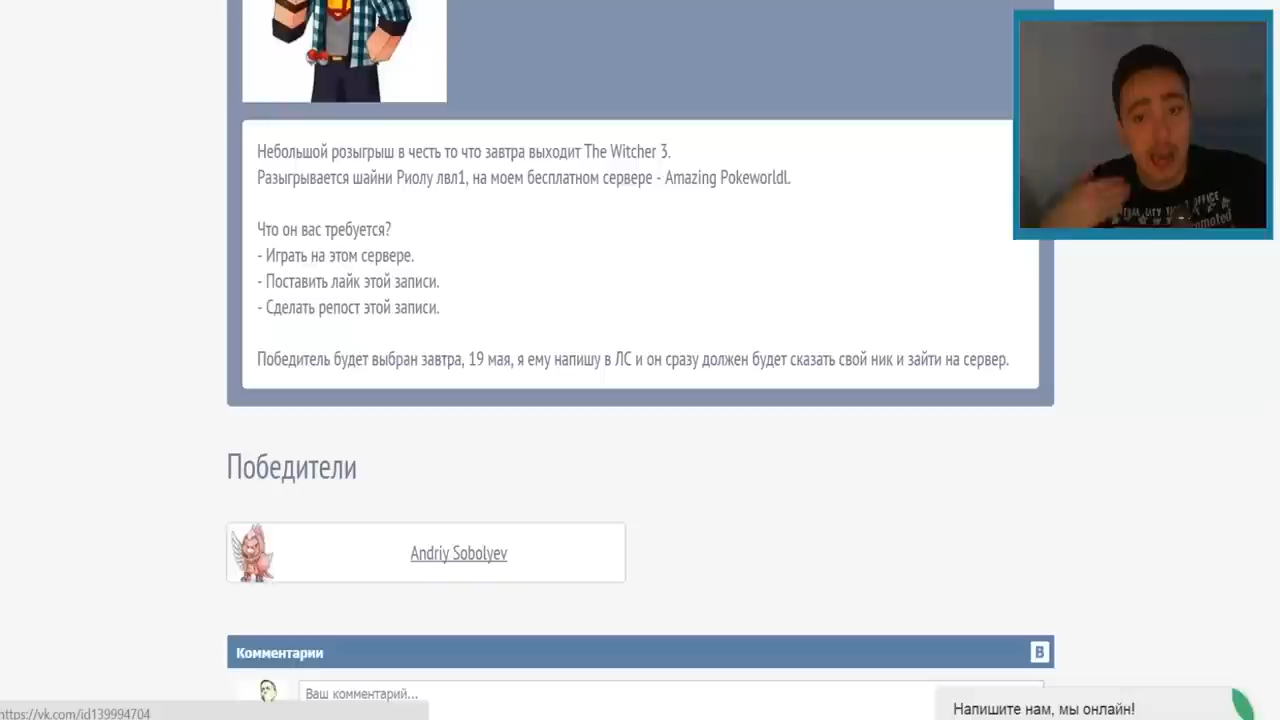 Небольшой розыгрыш в честь то что завтра выходит The Witcher 3.
Разыгрывается шайни Риолу лвл1, на моем бесплатном сервере - Amazing Pokeworldl.
Что он вас требуется?
- Играть на этом сервере.
- Поставить лайк этой записи.
- Сделать репост этой записи.
Победитель будет выбран завтра, 19 мая, я ему напишу в ЛС и он сразу должен будет сказать свой ник и зайти на сервер.
Победители
Andriy Sobolyev
Комментарии
B
Ваш комментарий...
Напишите нам, мы онлайн!
https://vk.com/id139994704